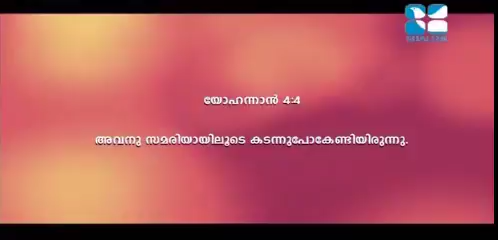 യോഹന്നാൻ 4:4
അവനു സമരിയായിലൂടെ കടന്നുപോകേണ്ടിയിരുന്നു.